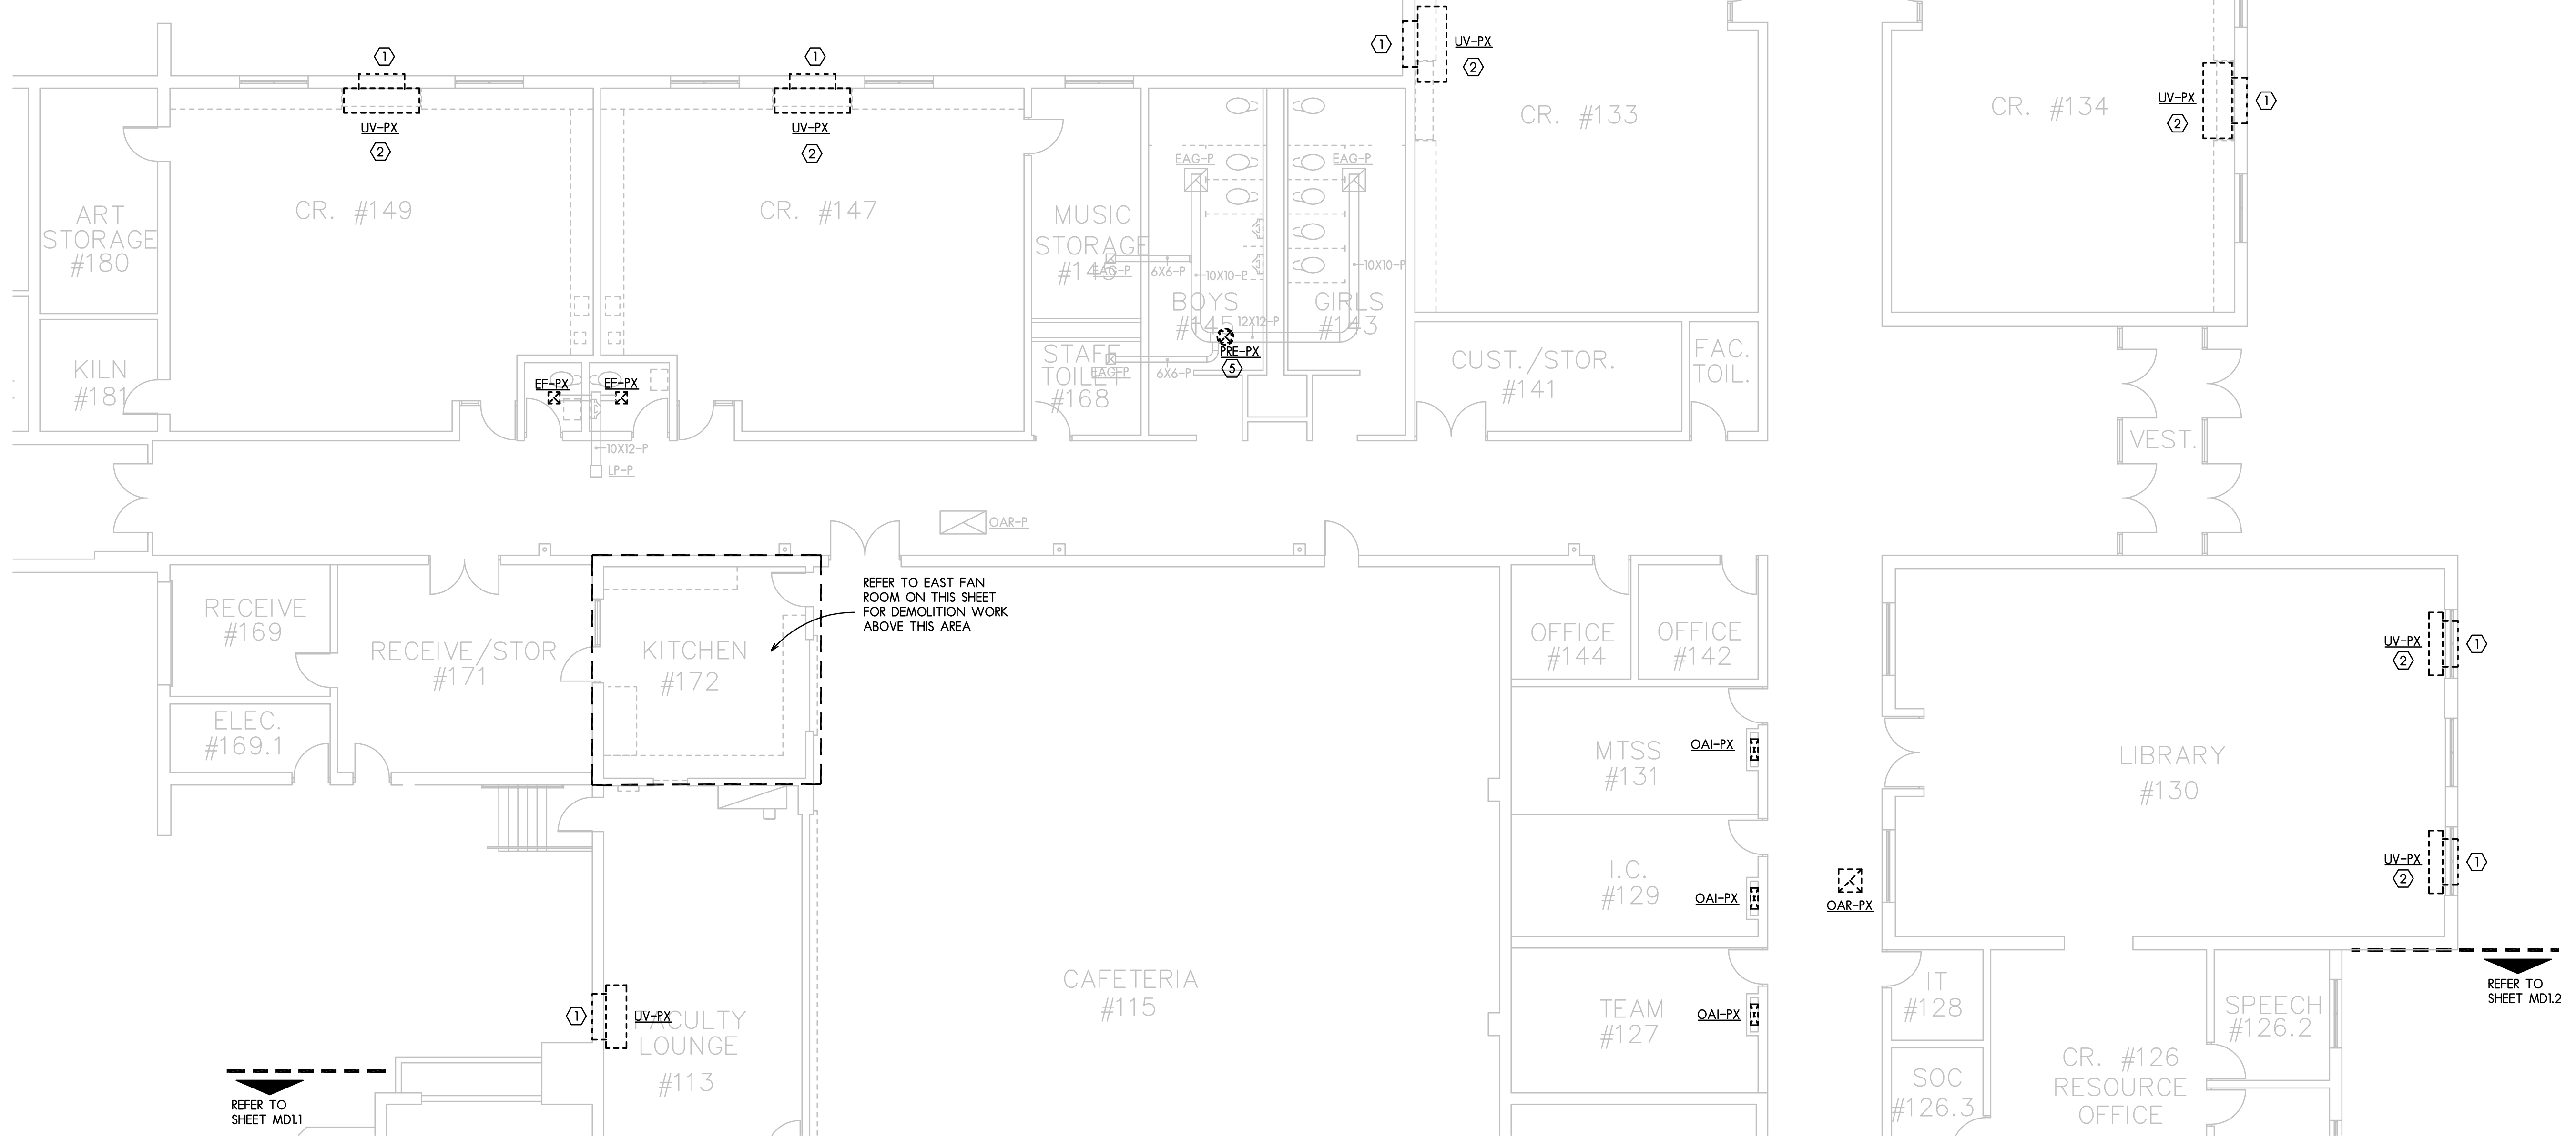 1
UV-PX
2
1
UV-PX
2
1
UV-PX
2
UV-PX
2
1
ART
STORAGE
#180
CR. #149
CR. #147
MUSIC
STORAGE
EAG-P
EAG-P
CR. #133
CR. #134
6X6-P
10X10-P
10X10-P
BOYS
#145
GIRLS
#143
12X12-P
PRE-PX
5
KILN
#181
EF-PX
EF-PX
STAFF
TOILET
#168
EAG-P
6X6-P
CUST./STOR.
#141
FAC.
TOIL.
10X12-P
LP-P
VEST.
OAR-P
RECEIVE
#169
RECEIVE/STOR
#171
ELEC.
#169.1
KITCHEN
#172
REFER TO EAST FAN
ROOM ON THIS SHEET
FOR DEMOLITION WORK
ABOVE THIS AREA
OFFICE
#144
OFFICE
#142
MTSS
#131
OAI-PX
I.C.
#129
OAI-PX
TEAM
#127
OAI-PX
OAR-PX
LIBRARY
#130
UV-PX
2
1
UV-PX
2
1
REFER TO
SHEET MD1.2
CAFETERIA
#115
1
UV-PX
FACULTY
LOUNGE
#113
REFER TO
SHEET MD1.1
IT
#128
SOC
#126.3
CR. #126
RESOURCE
OFFICE
SPEECH
#126.2